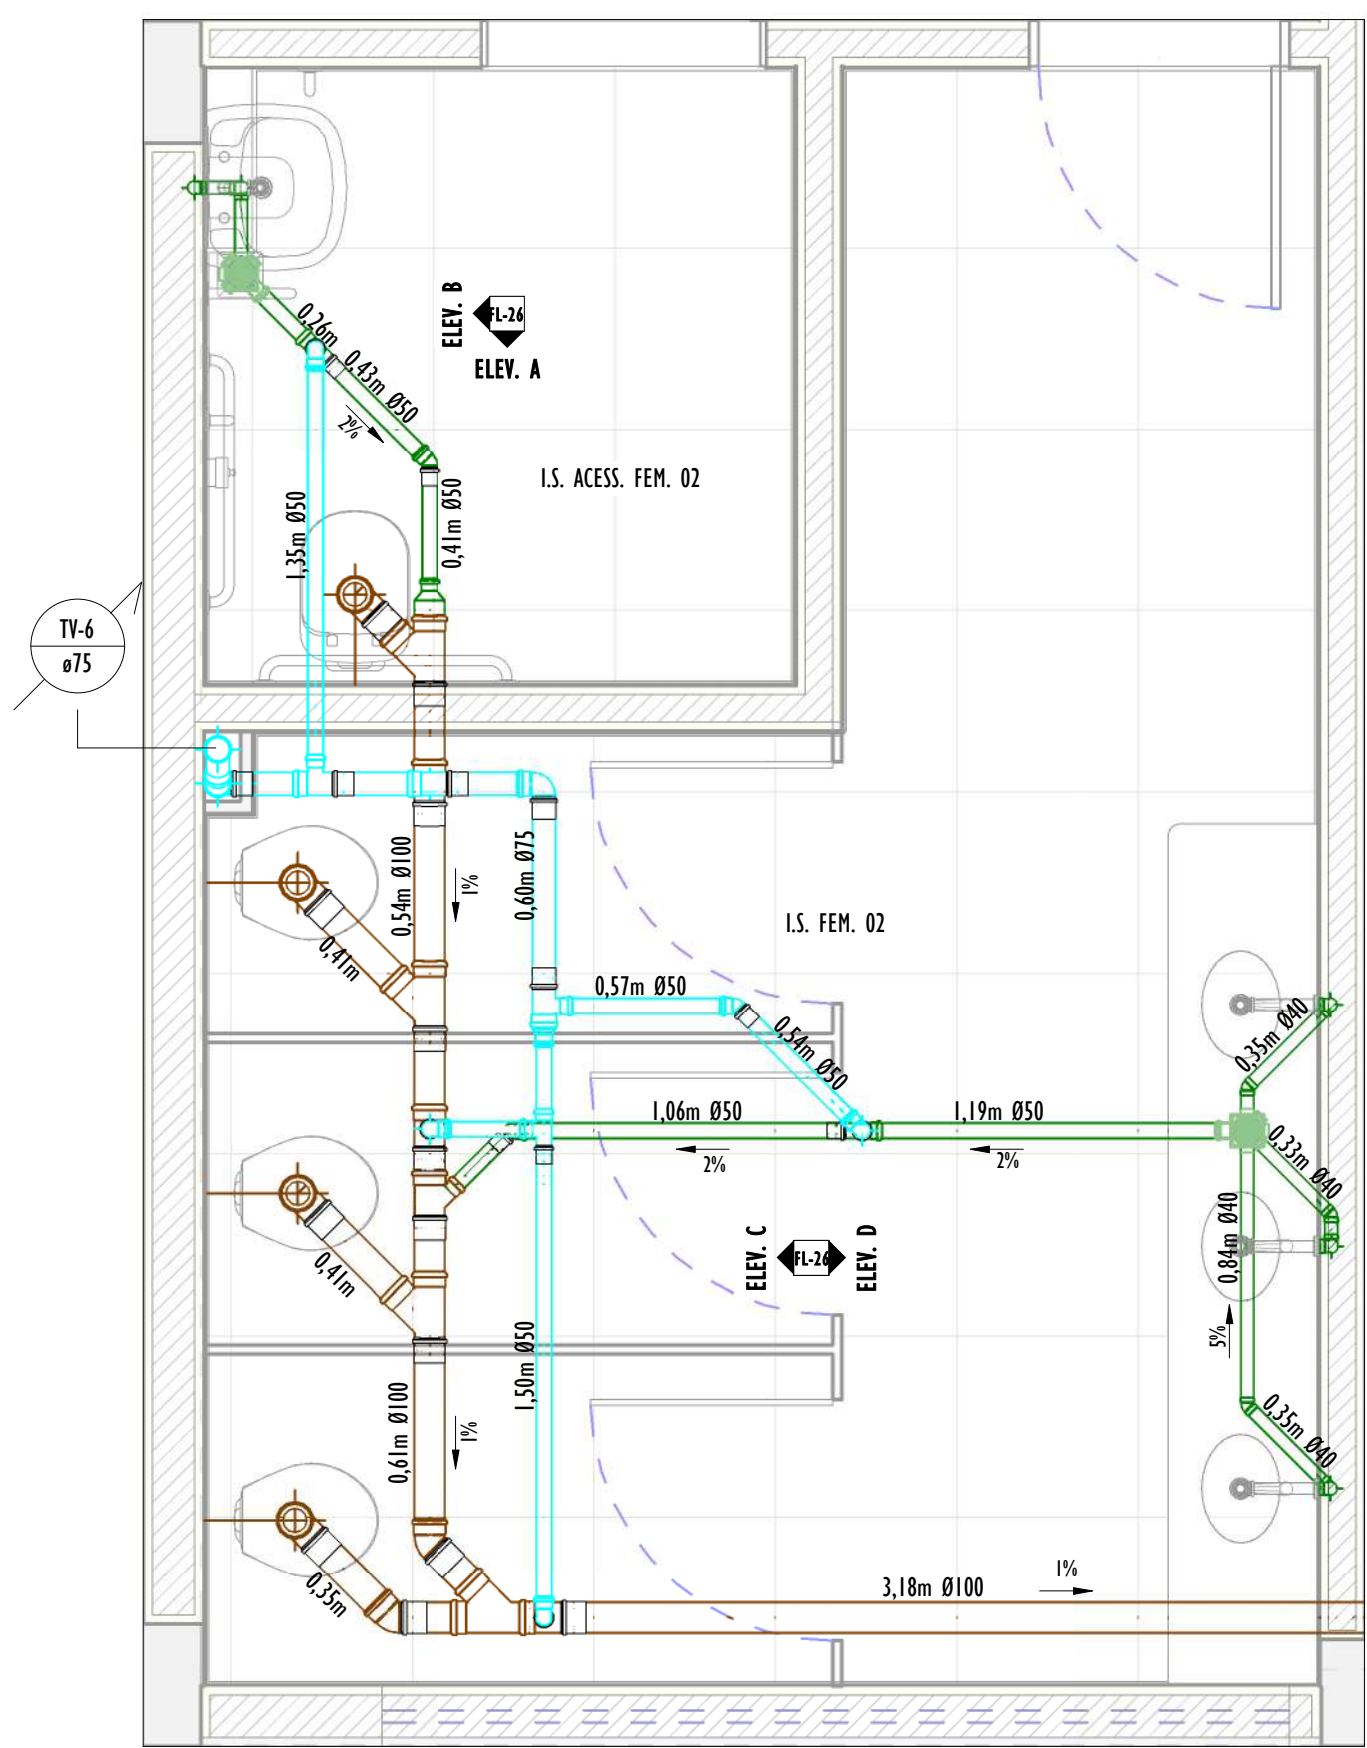 ELEV. B
FL-26
ELEV. A
0,26m
0,43m Ø50
2%
I.S. ACESS. FEM. 02
1,35m Ø50
0,41m Ø50
TV-6
ø75
0,54m Ø100
1%
0,60m Ø75
I.S. FEM. 02
0,41m
0,57m Ø50
0,54m Ø50
0,35m Ø40
1,06m Ø50
2%
1,19m Ø50
2%
0,33m Ø40
0,84m Ø40
ELEV. C
FL-26
ELEV. D
0,41m
5%
1,50m Ø50
0,61m Ø100
1%
0,35m Ø40
0,35m
3,18m Ø100
1%